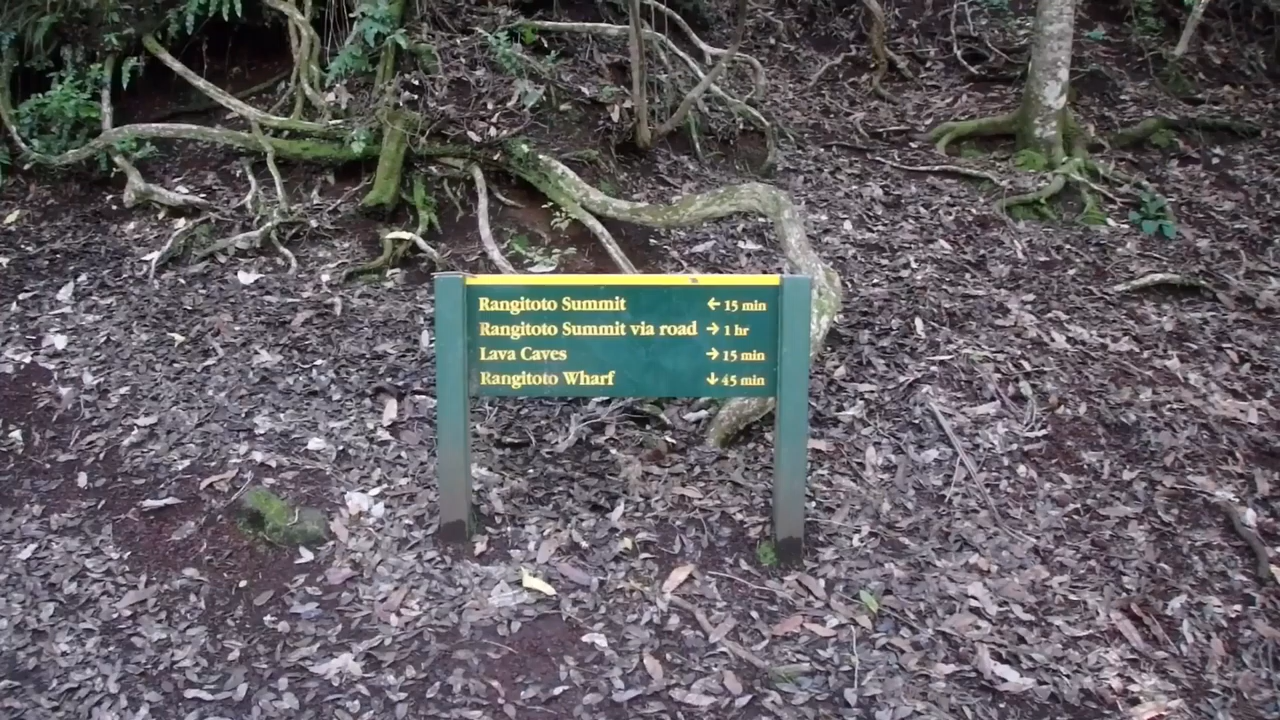 Rangitoto Summit ← 15 min
Rangitoto Summit via road → 1 hr
Lava Caves → 15 min
Rangitoto Wharf ↓ 45 min